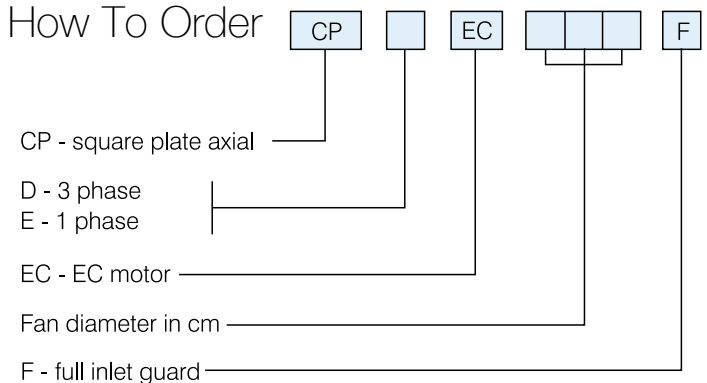 How To Order CP EC F
CP - square plate axial
D - 3 phase
E - 1 phase
EC - EC motor
Fan diameter in cm
F - full inlet guard